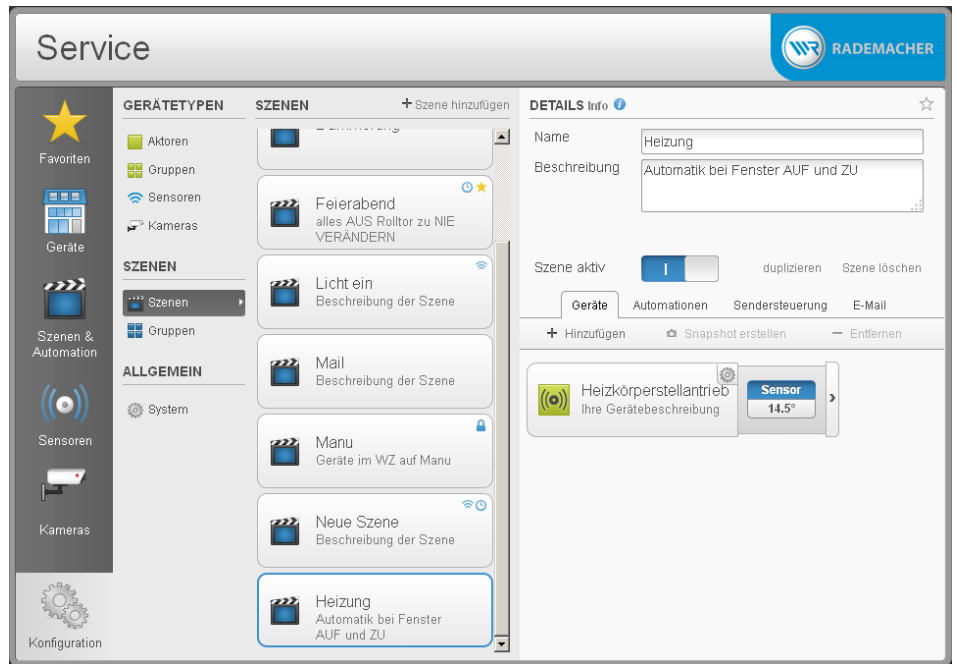 Service
RADEMACHER
Favoriten
Geräte
Szenen &
Automation
Sensoren
Kameras
Konfiguration
GERÄTETYPEN
Aktoren
Gruppen
Sensoren
Kameras
SZENEN
Szenen
Gruppen
ALLGEMEIN
System
SZENEN
+ Szene hinzufügen
Feierabend
alles AUS Rolltor zu NIE
VERÄNDERN
Licht ein
Beschreibung der Szene
Mail
Beschreibung der Szene
Manu
Geräte im WZ auf Manu
Neue Szene
Beschreibung der Szene
Heizung
Automatik bei Fenster
AUF und ZU
DETAILS Info
Name
Heizung
Beschreibung
Automatik bei Fenster AUF und ZU
Szene aktiv
duplizieren
Szene löschen
Geräte
Automationen
Sendersteuerung
E-Mail
+ Hinzufügen
Snapshot erstellen
− Entfernen
Heizkörperstellantrieb
Ihre Gerätebeschreibung
Sensor
14.5°